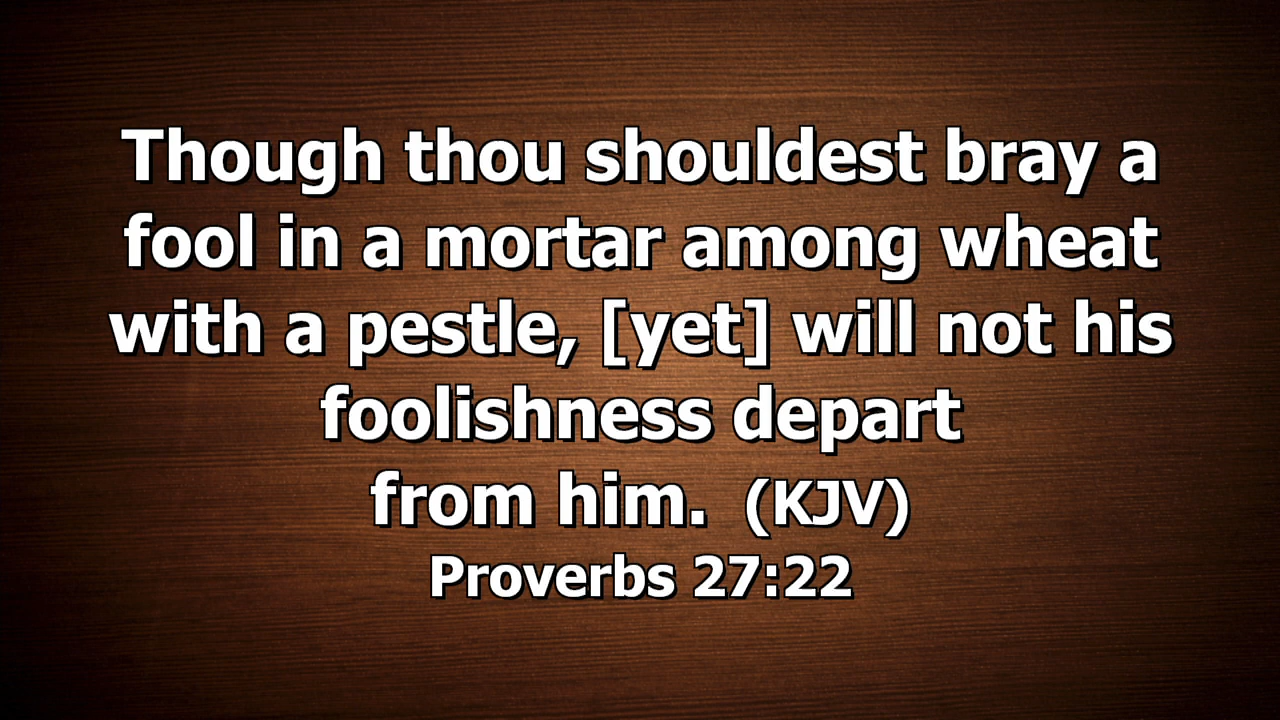 Though thou shouldest bray a
fool in a mortar among wheat
with a pestle, [yet] will not his
foolishness depart
from him.  (KJV)
Proverbs 27:22